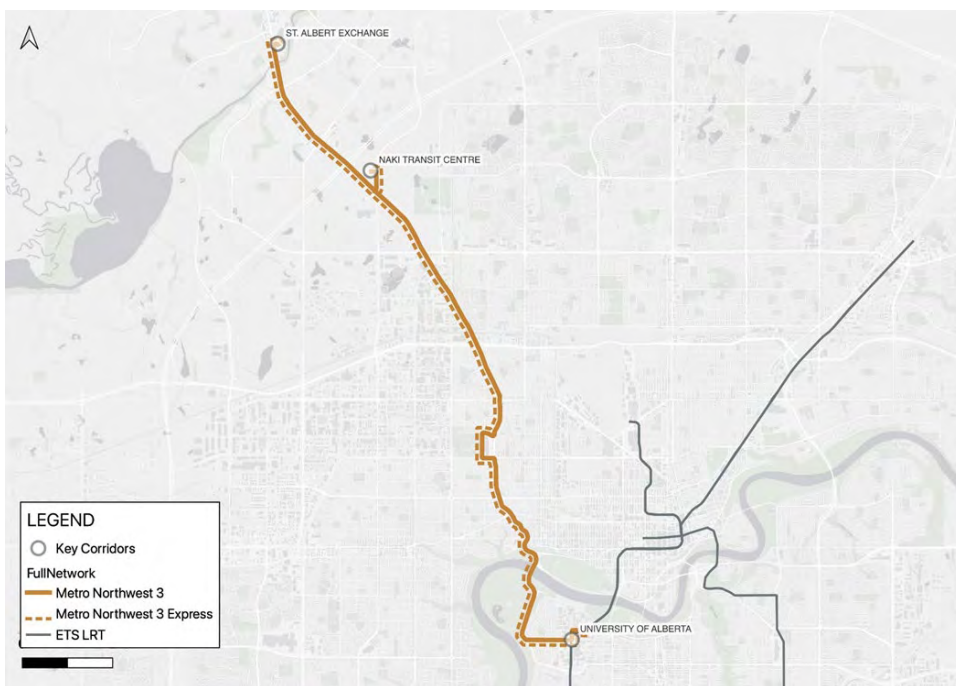 ST. ALBERT EXCHANGE
NAKI TRANSIT CENTRE
UNIVERSITY OF ALBERTA
LEGEND
Key Corridors
FullNetwork
Metro Northwest 3
Metro Northwest 3 Express
ETS LRT